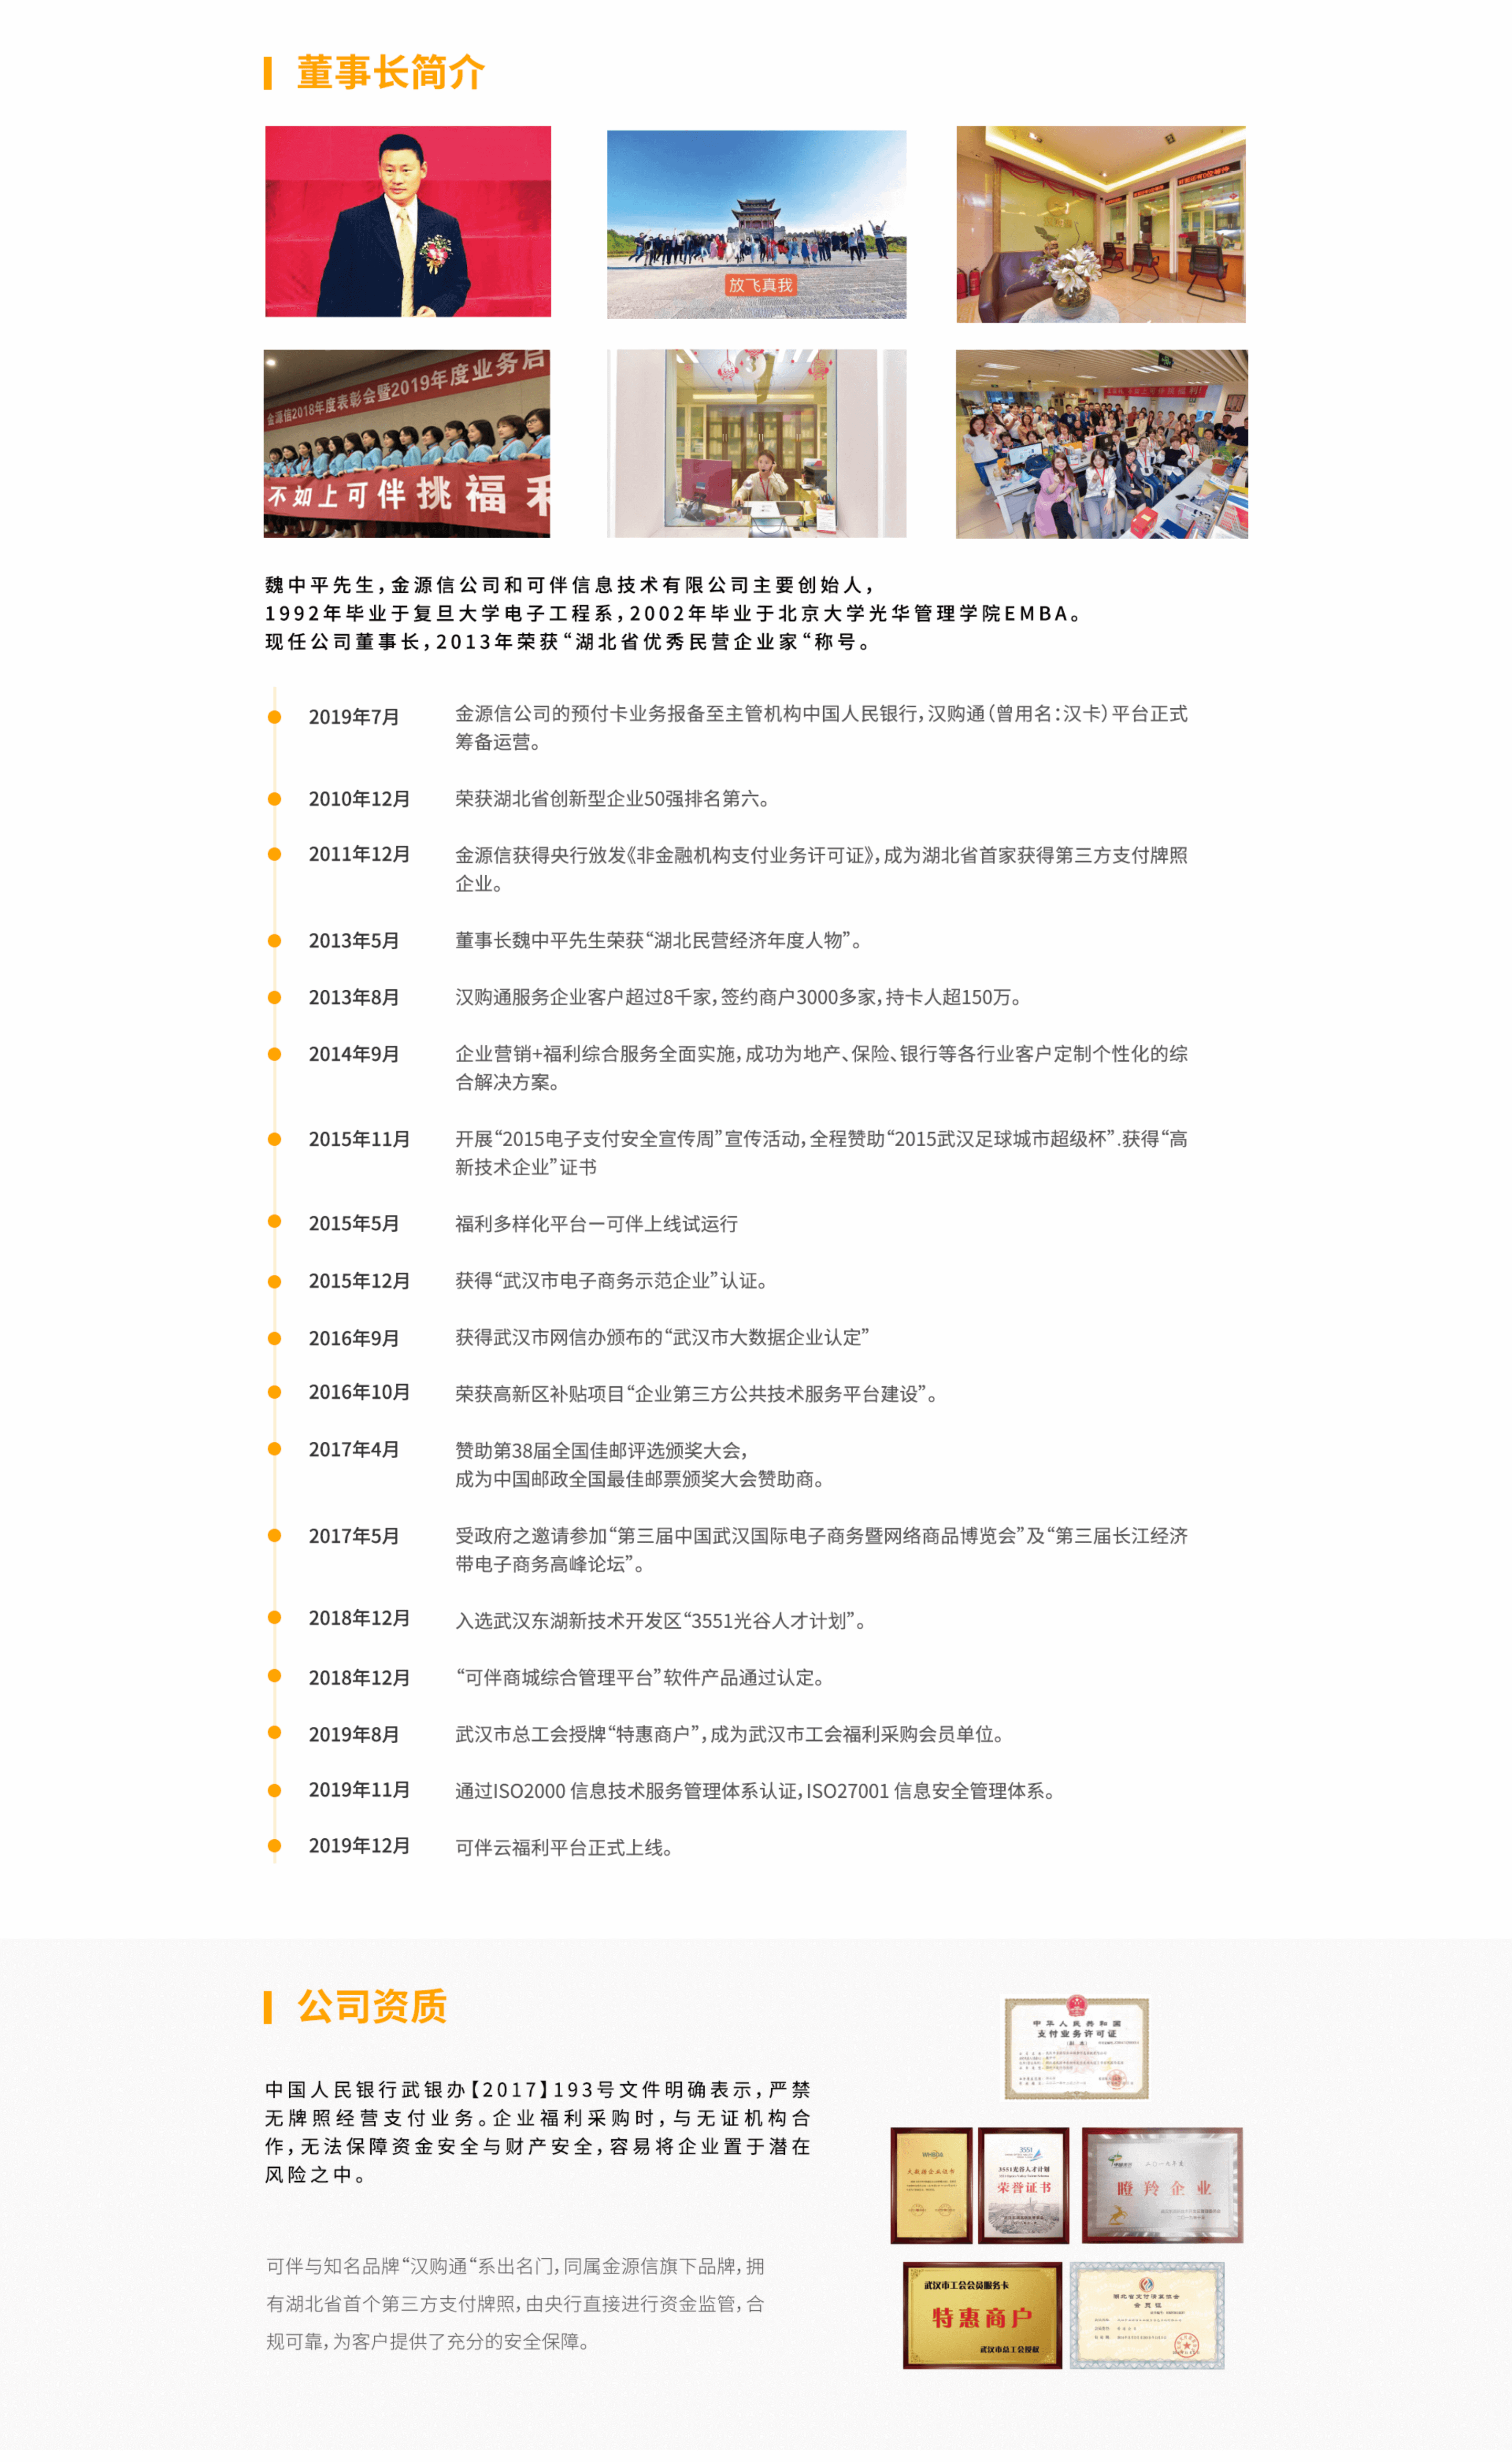 董事长简介
放飞真我
金源信2018年度表彰会暨2019年度业务启
不如上可伴挑福利
魏中平先生，金源信公司和可伴信息技术有限公司主要创始人，
1992年毕业于复旦大学电子工程系，2002年毕业于北京大学光华管理学院EMBA。
现任公司董事长，2013年荣获“湖北省优秀民营企业家“称号。
2019年7月
金源信公司的预付卡业务报备至主管机构中国人民银行，汉购通（曾用名：汉卡）平台正式
筹备运营。
2010年12月
荣获湖北省创新型企业50强排名第六。
2011年12月
金源信获得央行攽发《非金融机构支付业务许可证》，成为湖北省首家获得第三方支付牌照
企业。
2013年5月
董事长魏中平先生荣获“湖北民营经济年度人物”。
2013年8月
汉购通服务企业客户超过8千家，签约商户3000多家，持卡人超150万。
2014年9月
企业营销+福利综合服务全面实施，成功为地产、保险、银行等各行业客户定制个性化的综
合解决方案。
2015年11月
开展“2015电子支付安全宣传周”宣传活动，全程赞助“2015武汉足球城市超级杯”.获得“高
新技术企业”证书
2015年5月
福利多样化平台一可伴上线试运行
2015年12月
获得“武汉市电子商务示范企业”认证。
2016年9月
获得武汉市网信办颁布的“武汉市大数据企业认定”
2016年10月
荣获高新区补贴项目“企业第三方公共技术服务平台建设”。
2017年4月
赞助第38届全国佳邮评选颁奖大会，
成为中国邮政全国最佳邮票颁奖大会赞助商。
2017年5月
受政府之邀请参加“第三届中国武汉国际电子商务暨网络商品博览会”及“第三届长江经济
带电子商务高峰论坛”。
2018年12月
入选武汉东湖新技术开发区“3551光谷人才计划”。
2018年12月
“可伴商城综合管理平台”软件产品通过认定。
2019年8月
武汉市总工会授牌“特惠商户”，成为武汉市工会福利采购会员单位。
2019年11月
通过ISO2000 信息技术服务管理体系认证，ISO27001 信息安全管理体系。
2019年12月
可伴云福利平台正式上线。
公司资质
中国人民银行武银办【2017】193号文件明确表示，严禁
无牌照经营支付业务。企业福利采购时，与无证机构合
作，无法保障资金安全与财产安全，容易将企业置于潜在
风险之中。
可伴与知名品牌“汉购通“系出名门，同属金源信旗下品牌，拥
有湖北省首个第三方支付牌照，由央行直接进行资金监管，合
规可靠，为客户提供了充分的安全保障。
中华人民共和国
支付业务许可证
大数据企业证书
3551
3551光谷人才计划
荣誉证书
二〇一九年度
瞪羚企业
武汉市工会会员服务卡
特惠商户
武汉市总工会授权
会员证